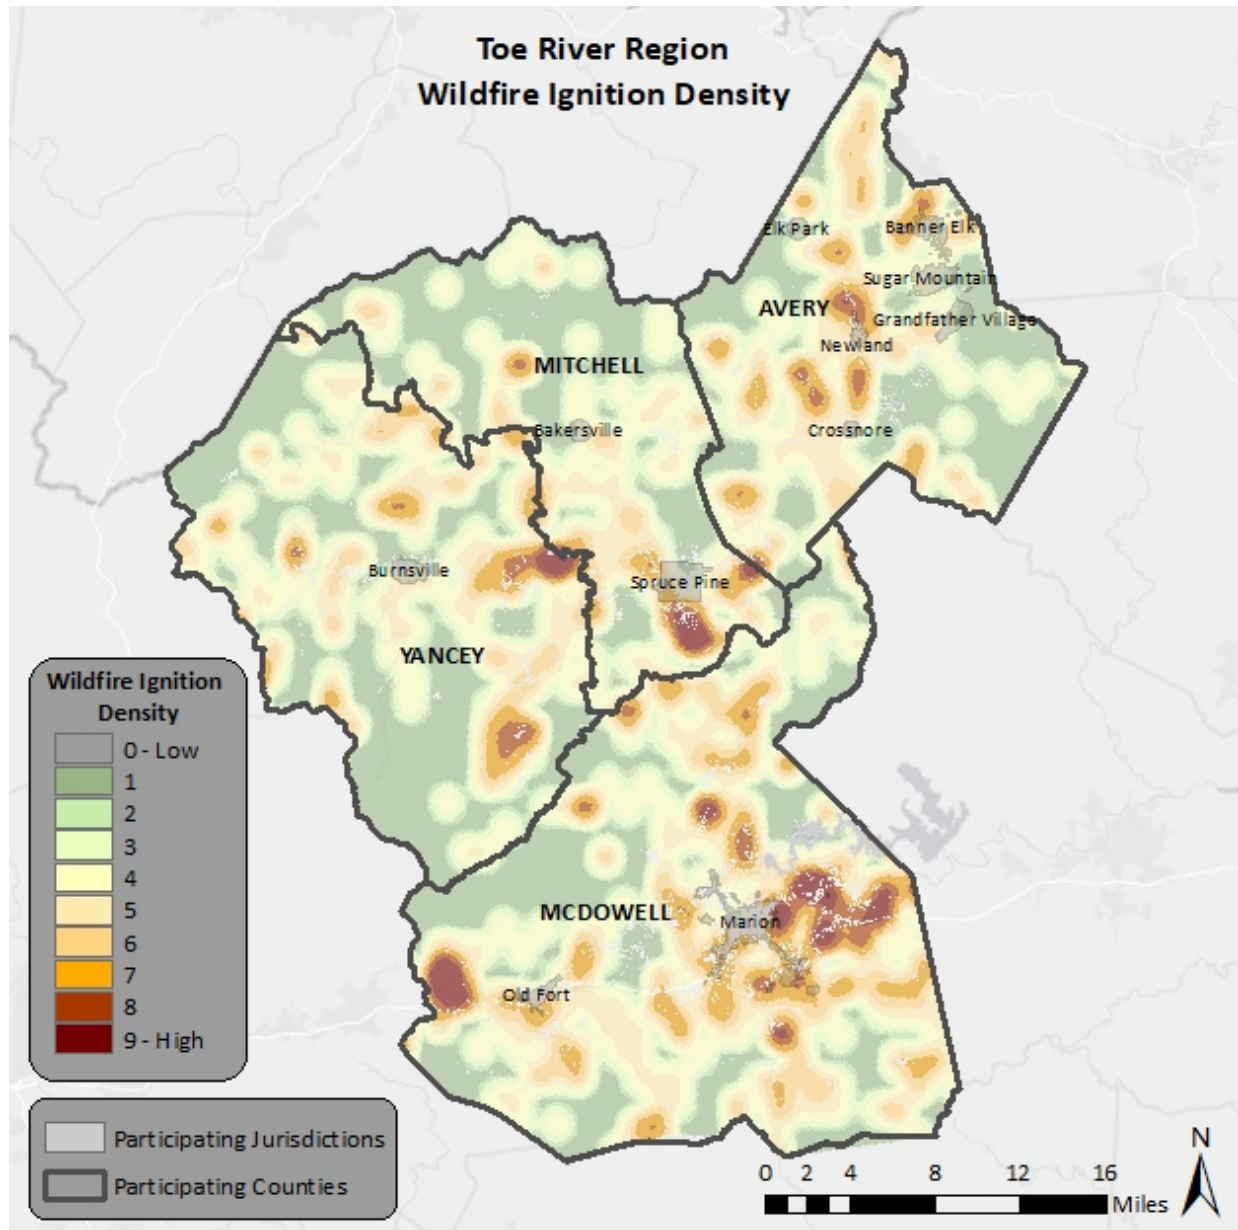 Toe River Region
Wildfire Ignition Density
Elk Park
Banner Elk
Sugar Mountain
AVERY
Grandfather Village
Newland
MITCHELL
Bakersville
Crossnore
Burnsville
Spruce Pine
YANCEY
MCDOWELL
Marion
Old Fort
Wildfire Ignition
Density
0 - Low
1
2
3
4
5
6
7
8
9 - High
Participating Jurisdictions
Participating Counties
N
0 2 4 8 12 16
Miles